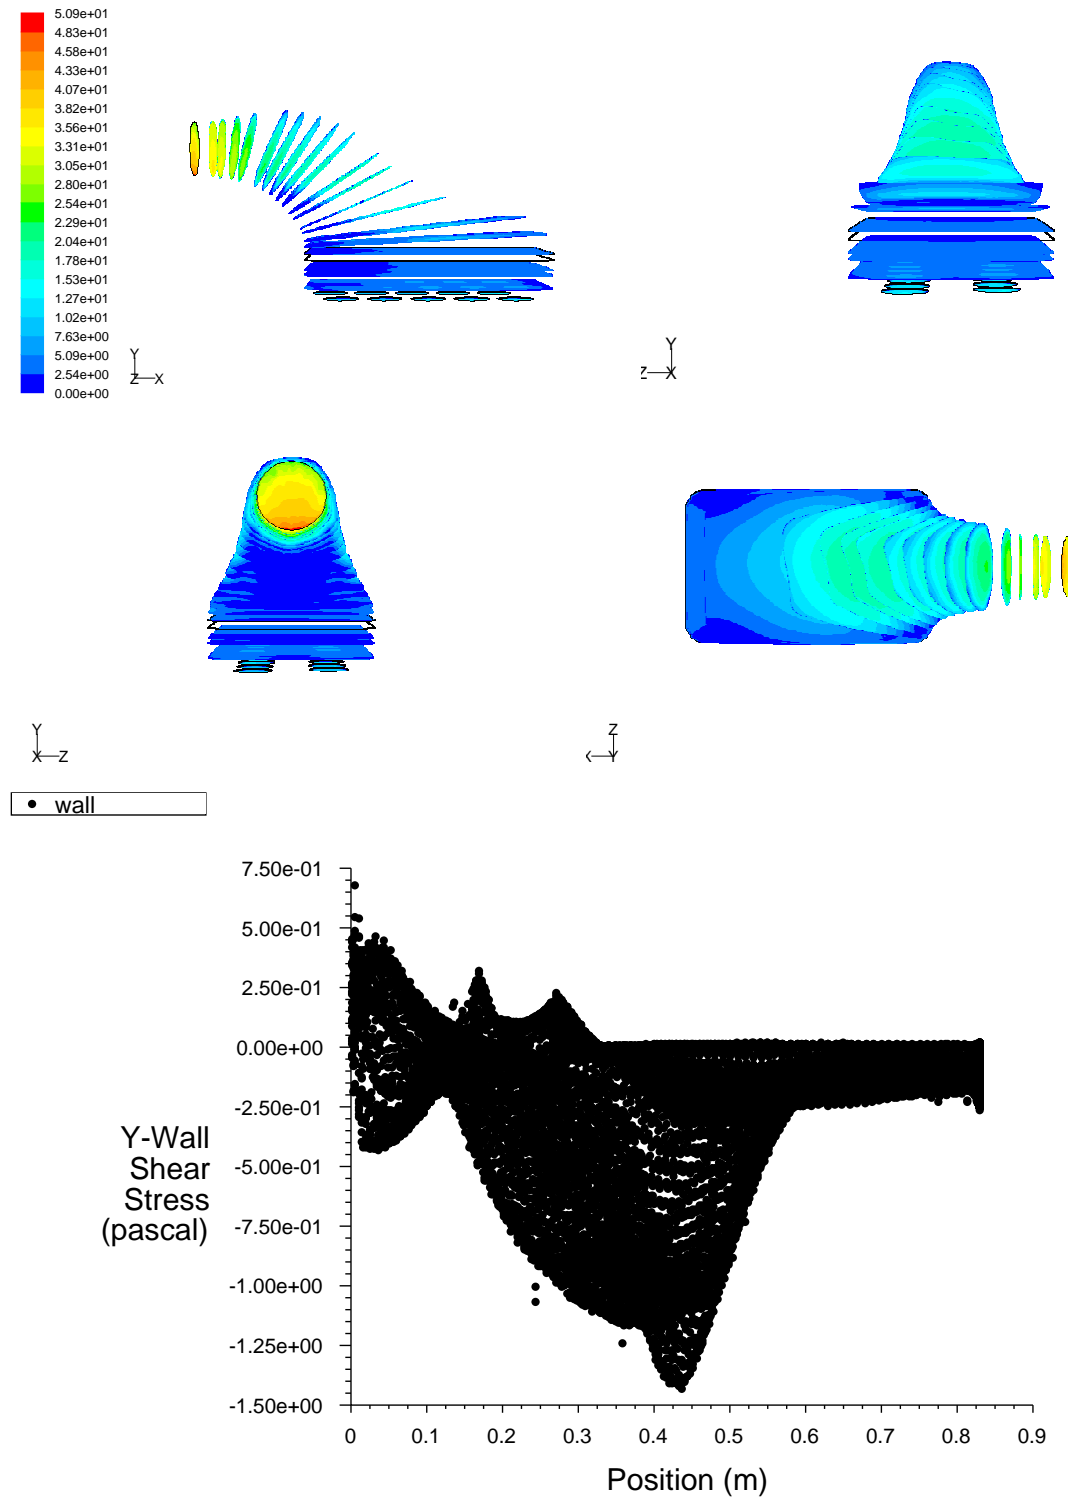 5.09e+01
4.83e+01
4.58e+01
4.33e+01
4.07e+01
3.82e+01
3.56e+01
3.31e+01
3.05e+01
2.80e+01
2.54e+01
2.29e+01
2.04e+01
1.78e+01
1.53e+01
1.27e+01
1.02e+01
7.63e+00
5.09e+00
2.54e+00
0.00e+00
Y
Z X
Y
Z X
Y
X Z
Z
X Y
wall
7.50e-01
5.00e-01
2.50e-01
0.00e+00
-2.50e-01
-5.00e-01
-7.50e-01
-1.00e+00
-1.25e+00
-1.50e+00
Y-Wall
Shear
Stress
(pascal)
0 0.1 0.2 0.3 0.4 0.5 0.6 0.7 0.8 0.9
Position (m)